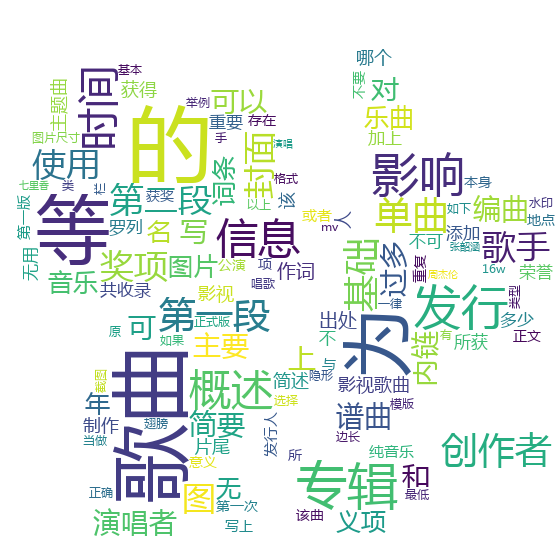 哪个
基本
主题曲
时间
获得
举例
的
可以
不要
对
重要
存在
乐曲
图片尺寸
手
演唱
加上
使用
封面
影响
七里香
类
栏
第二段
获奖
词条
该
格式
本身
第一版
等
罗列
名
写
信息
以上
或者
人
单曲
编曲
如下
水印
地点
mv
添加
无用
奖项
图片
公演
项
基础
过多
不可
歌手
张韶涵
音乐
共收录
唱歌
作词
重复
周杰伦
16w
荣誉
影视
一律
类型
可
第一段
正式版
出处
为
发行
多少
原
如果
主要
上
不
与
内链
有
所获
正文
歌曲
概述
简述
隐形
影视歌曲
年
简要
图
选择
模版
制作
翅膀
谱曲
当做
片尾
发行人
边长
创作者
意义
所
纯音乐
正确
无
第一次
专辑
和
最低
演唱者
写上
该曲
义项